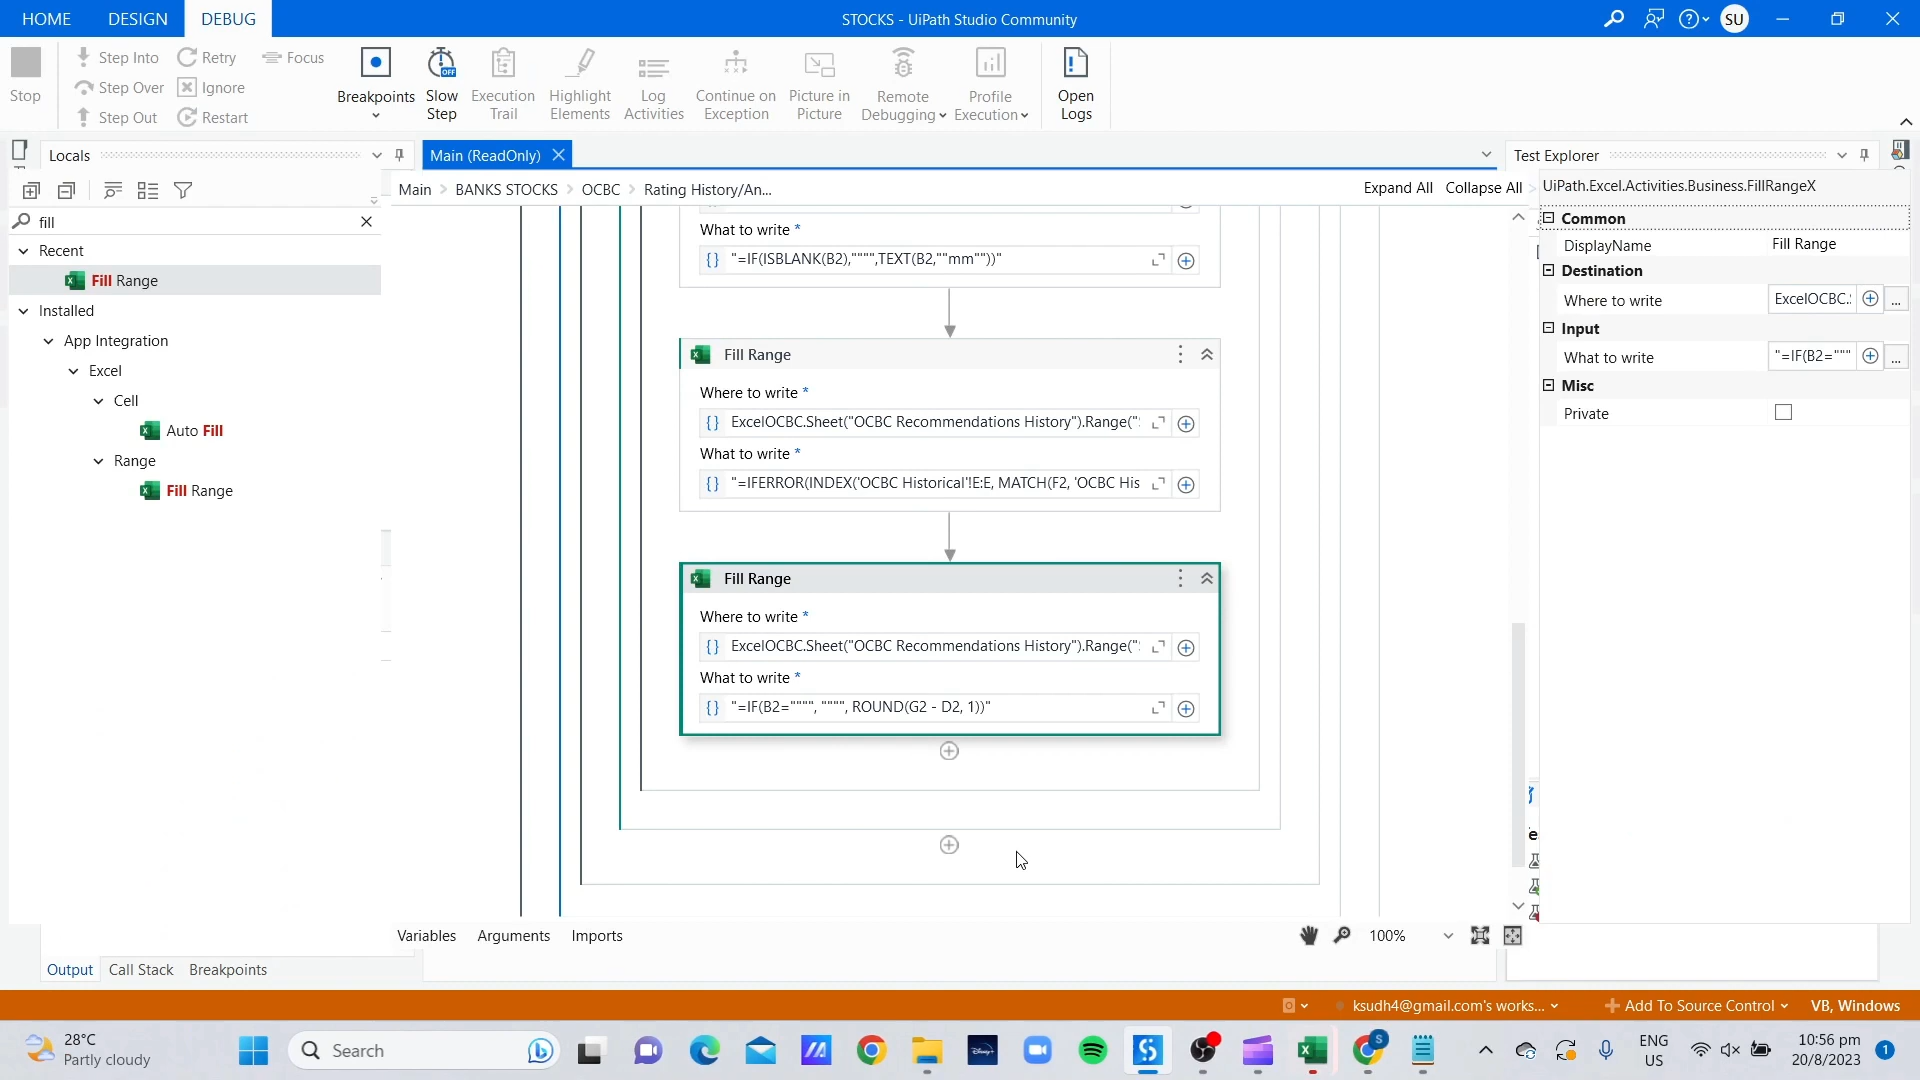 HOME DESIGN DEBUG STOCKS - UiPath Studio Community SU
Stop Step Into Retry Focus
Step Over Ignore
Step Out Restart
Breakpoints Slow Step Execution Trail Highlight Elements Log Activities Continue on Exception Picture in Picture Remote Debugging Profile Execution Open Logs
Locals Main (ReadOnly) Test Explorer
Main > BANKS STOCKS > OCBC > Rating History/An... Expand All Collapse All
UiPath.Excel.Activities.Business.FillRangeX
fill
Recent
Fill Range
Installed
App Integration
Excel
Cell
Auto Fill
Range
Fill Range
What to write *
"=IF(ISBLANK(B2),"""",TEXT(B2,""mm""))"
Fill Range
Where to write *
ExcelOCBC.Sheet("OCBC Recommendations History").Range("
What to write *
"=IFERROR(INDEX('OCBC Historical'!E:E, MATCH(F2, 'OCBC His
Fill Range
Where to write *
ExcelOCBC.Sheet("OCBC Recommendations History").Range("
What to write *
"=IF(B2="""", """", ROUND(G2 - D2, 1))"
Common
DisplayName Fill Range
Destination
Where to write ExcelOCBC.
Input
What to write "=IF(B2="""
Misc
Private
Variables Arguments Imports 100%
Output Call Stack Breakpoints
ksudh4@gmail.com's works... Add To Source Control VB, Windows
28°C
Partly cloudy
Search
ENG
US
10:56 pm
20/8/2023
1